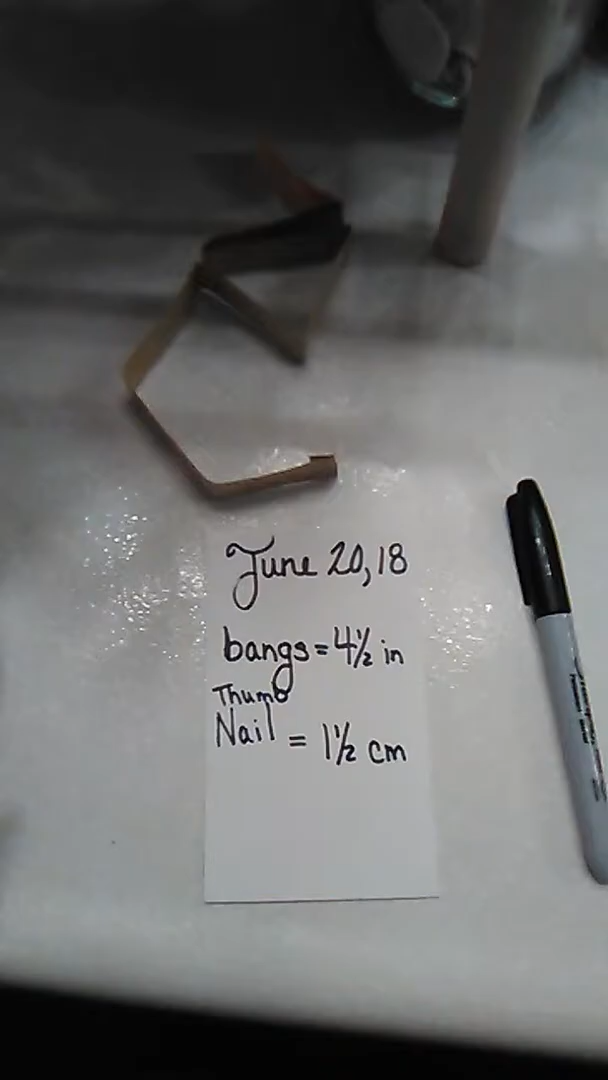 June 20,18
bangs = 4½ in
Thumb
Nail = 1½ cm